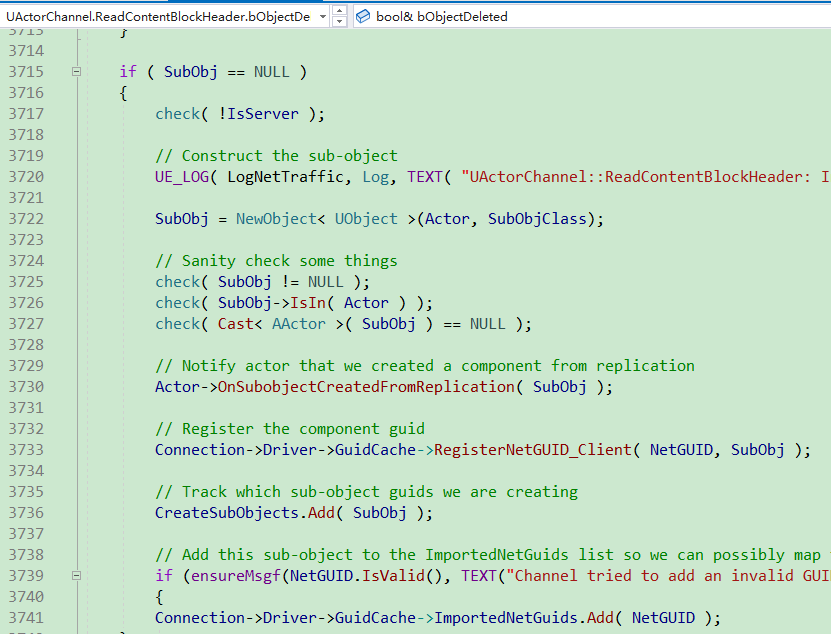 UActorChannel.ReadContentBlockHeader.bObjectDe bool& bObjectDeleted
3713 }
3714
3715 if ( SubObj == NULL )
3716 {
3717 check( !IsServer );
3718
3719 // Construct the sub-object
3720 UE_LOG( LogNetTraffic, Log, TEXT( "UActorChannel::ReadContentBlockHeader: I
3721
3722 SubObj = NewObject< UObject >(Actor, SubObjClass);
3723
3724 // Sanity check some things
3725 check( SubObj != NULL );
3726 check( SubObj->IsIn( Actor ) );
3727 check( Cast< AActor >( SubObj ) == NULL );
3728
3729 // Notify actor that we created a component from replication
3730 Actor->OnSubobjectCreatedFromReplication( SubObj );
3731
3732 // Register the component guid
3733 Connection->Driver->GuidCache->RegisterNetGUID_Client( NetGUID, SubObj );
3734
3735 // Track which sub-object guids we are creating
3736 CreateSubObjects.Add( SubObj );
3737
3738 // Add this sub-object to the ImportedNetGuids list so we can possibly map
3739 if (ensureMsgf(NetGUID.IsValid(), TEXT("Channel tried to add an invalid GUI
3740 {
3741 Connection->Driver->GuidCache->ImportedNetGuids.Add( NetGUID );